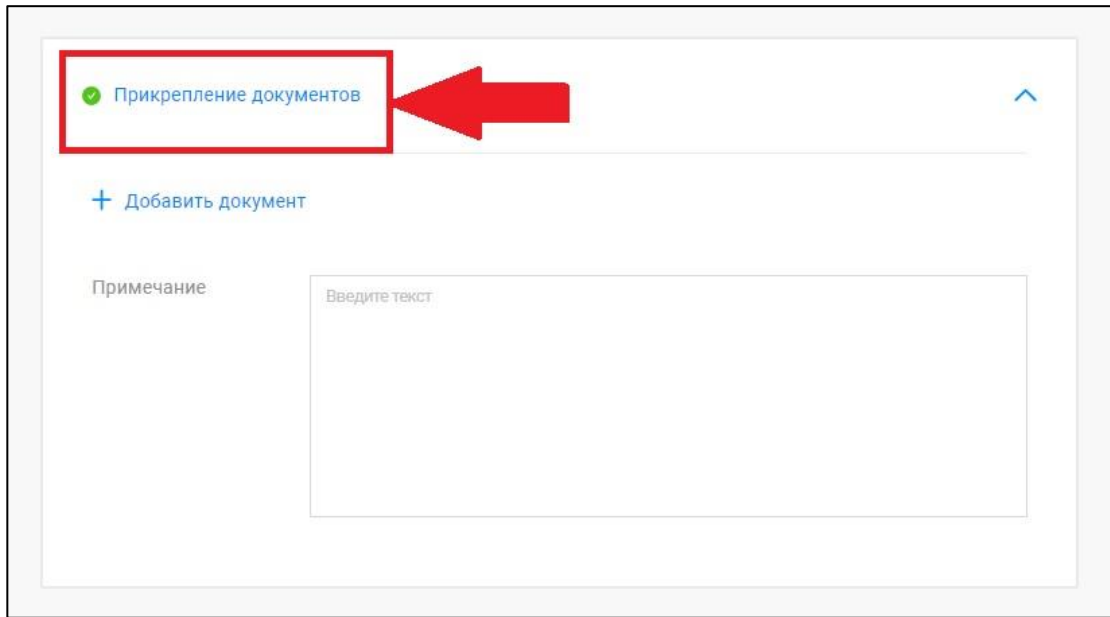 Прикрепление документов
Добавить документ
Примечание
Введите текст